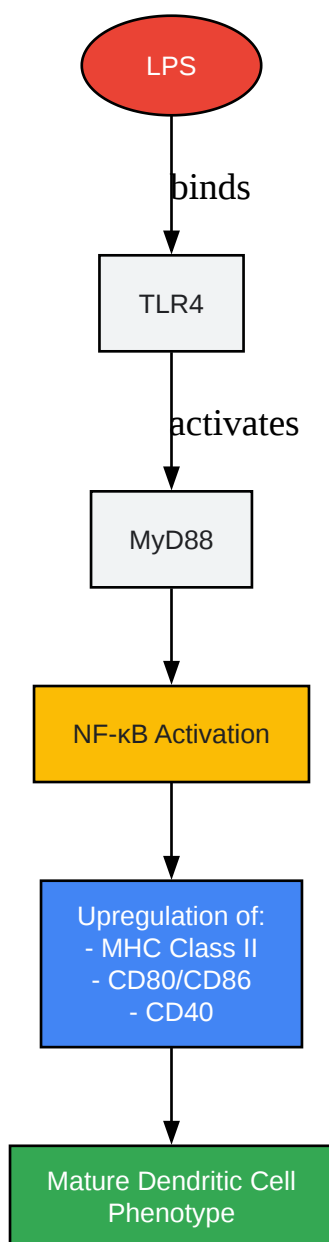 LPS
binds
TLR4
activates
MyD88
NF-κB Activation
Upregulation of:
- MHC Class II
- CD80/CD86
- CD40
Mature Dendritic Cell
Phenotype